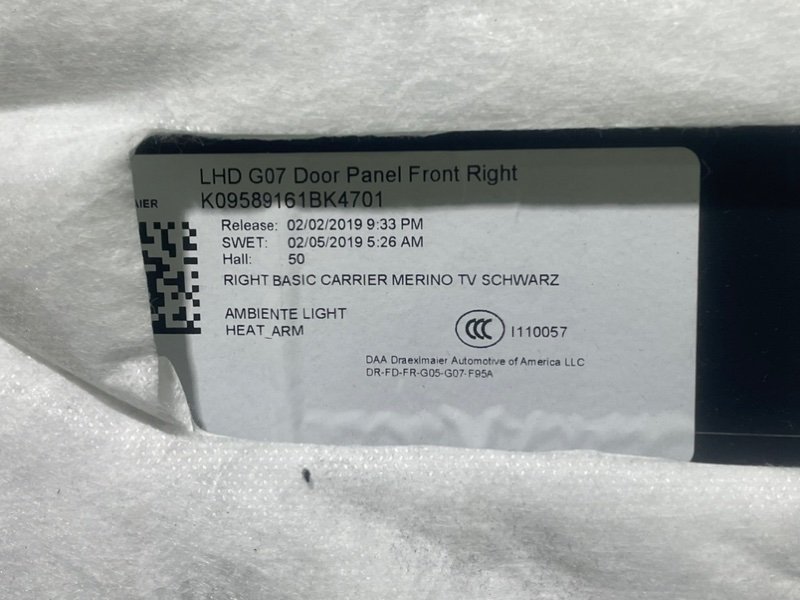 LHD G07 Door Panel Front Right
K09589161BK4701
Release: 02/02/2019 9:33 PM
SWET: 02/05/2019 5:26 AM
Hall: 50
RIGHT BASIC CARRIER MERINO TV SCHWARZ
AMBIENTE LIGHT
HEAT_ARM
CCC I110057
DAA Draexlmaier Automotive of America LLC
DR-FD-FR-G05-G07-F95A